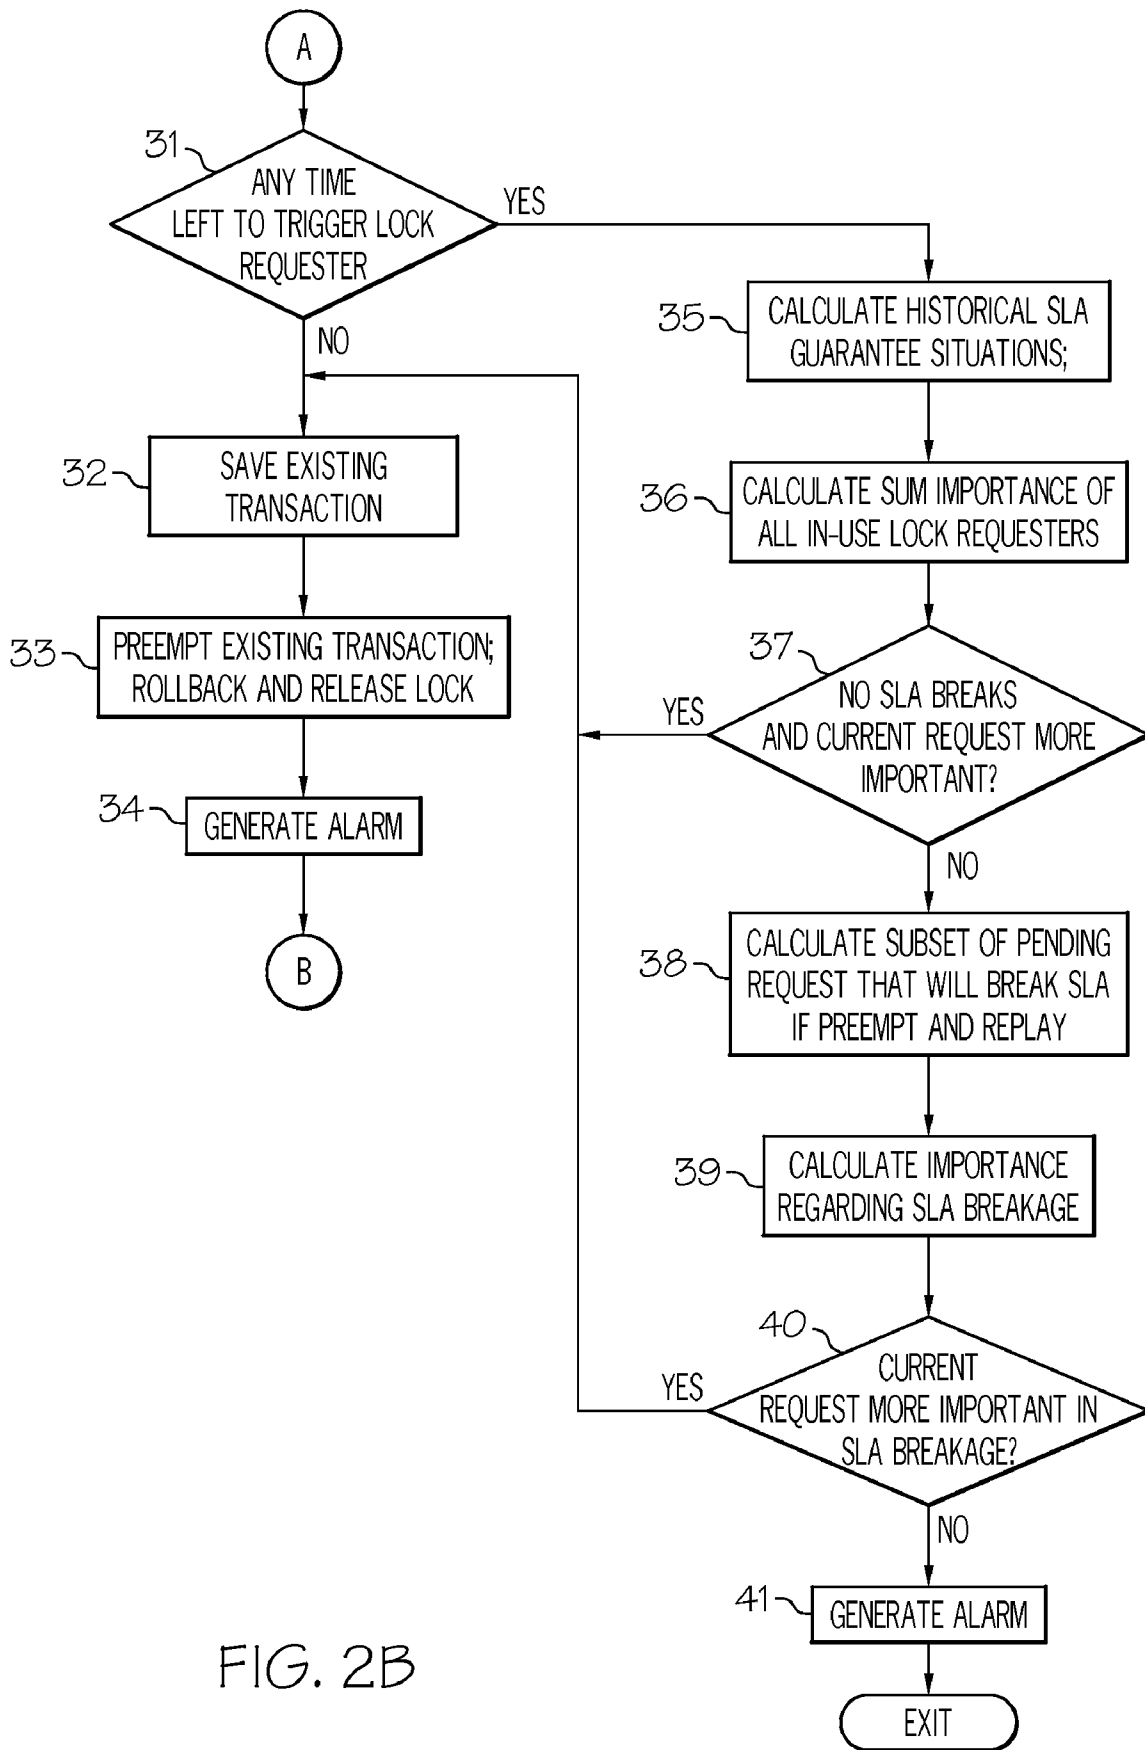 A
31
ANY TIME
LEFT TO TRIGGER LOCK
REQUESTER
YES
NO
35
CALCULATE HISTORICAL SLA
GUARANTEE SITUATIONS;
32
SAVE EXISTING
TRANSACTION
36
CALCULATE SUM IMPORTANCE OF
ALL IN-USE LOCK REQUESTERS
33
PREEMPT EXISTING TRANSACTION;
ROLLBACK AND RELEASE LOCK
37
NO SLA BREAKS
AND CURRENT REQUEST MORE
IMPORTANT?
YES
NO
34
GENERATE ALARM
B
38
CALCULATE SUBSET OF PENDING
REQUEST THAT WILL BREAK SLA
IF PREEMPT AND REPLAY
39
CALCULATE IMPORTANCE
REGARDING SLA BREAKAGE
40
CURRENT
REQUEST MORE IMPORTANT IN
SLA BREAKAGE?
YES
NO
41
GENERATE ALARM
EXIT
FIG. 2B